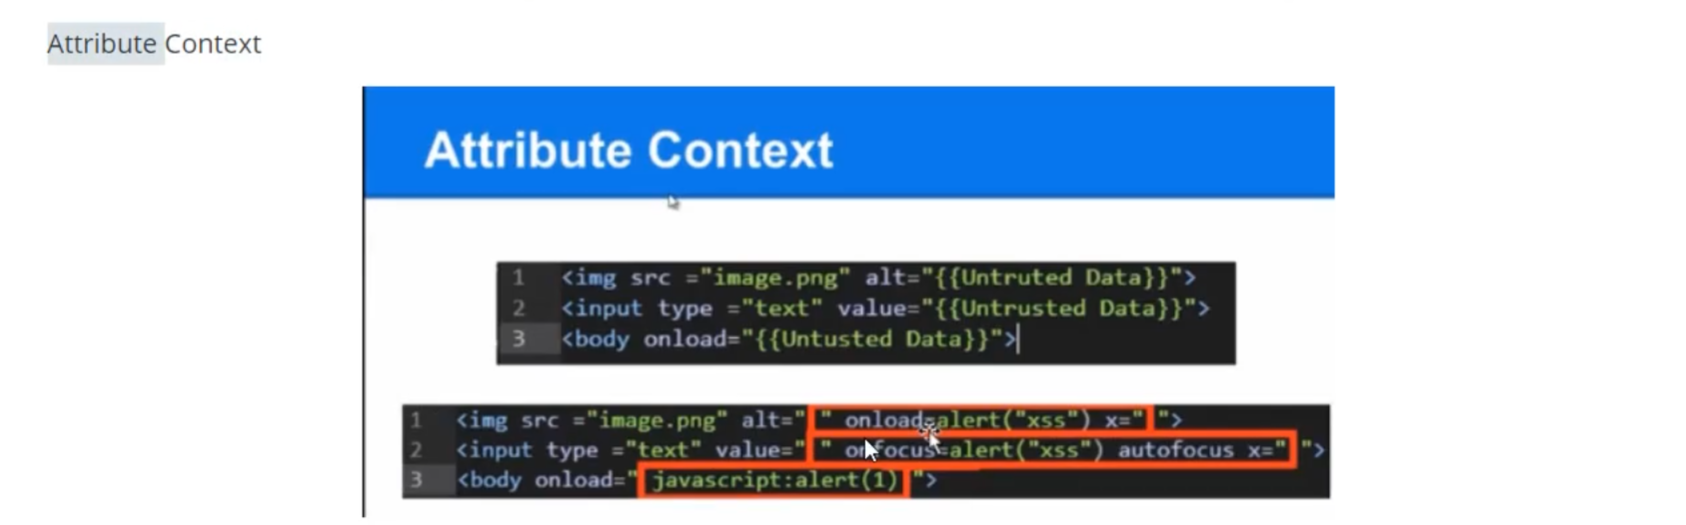 Attribute Context
Attribute Context
1 <img src ="image.png" alt="{{Untruted Data}}">
2 <input type ="text" value="{{Untrusted Data}}">
3 <body onload="{{Untusted Data}}">
1 <img src ="image.png" alt=" " onload=alert("xss") x=" ">
2 <input type ="text" value=" " onfocus=alert("xss") autofocus x=" ">
3 <body onload=" javascript:alert(1) ">